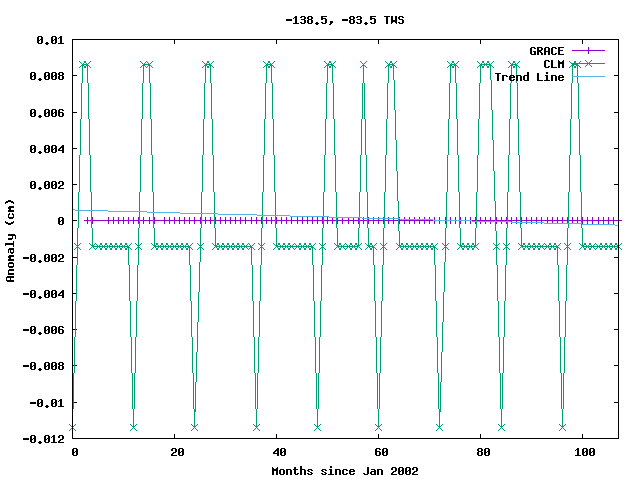 -138.5, -83.5 TWS
GRACE
CLM
Trend Line
0.01
0.008
0.006
0.004
0.002
0
-0.002
-0.004
-0.006
-0.008
-0.01
-0.012
Anomaly (cm)
0 20 40 60 80 100
Months since Jan 2002